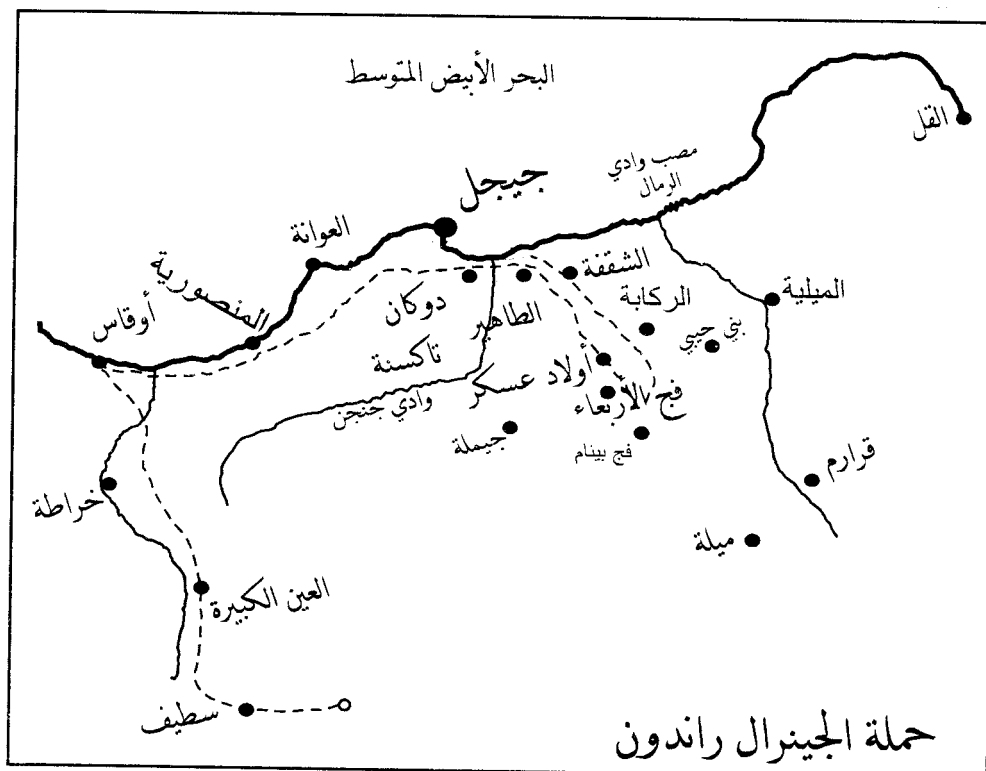 البحر الأبيض المتوسط
القل
مصب وادي
الرمال
جيجل
العوانة
المنصورية
أوقاس
الشقفة
الميلية
الركابة
دوكان
الطاهير
بني حبيبي
تاكسنة
أولاد عسكر
وادي جنجن
فج الأربعاء
جيملة
فج بينام
قرارم
خراطة
ميلة
العين الكبيرة
سطيف
حملة الجينرال راندون